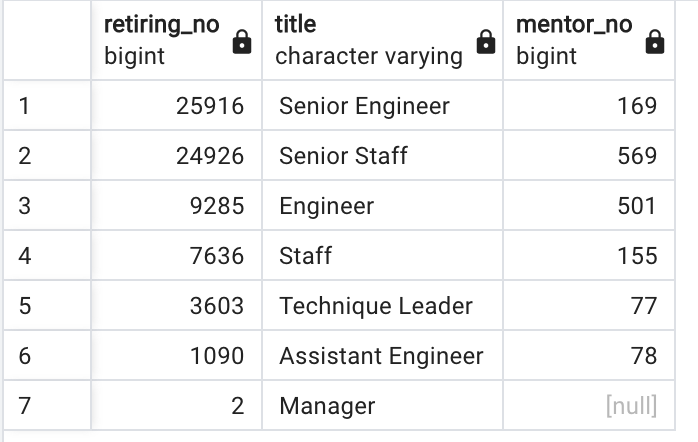 retiring_no title mentor_no
bigint character varying bigint
1 25916 Senior Engineer 169
2 24926 Senior Staff 569
3 9285 Engineer 501
4 7636 Staff 155
5 3603 Technique Leader 77
6 1090 Assistant Engineer 78
7 2 Manager [null]